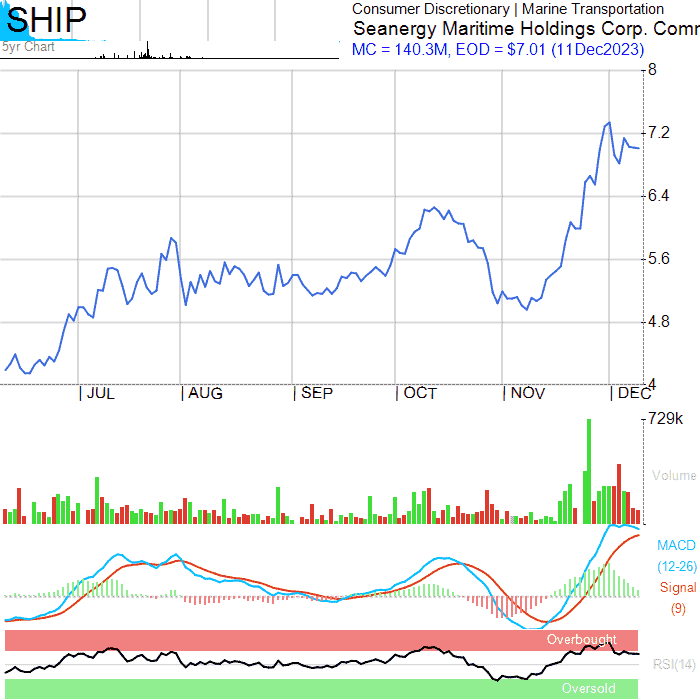 SHIP
5yr Chart
Consumer Discretionary | Marine Transportation
Seanergy Maritime Holdings Corp. Comm
MC = 140.3M, EOD = $7.01 (11Dec2023)
8
7.2
6.4
5.6
4.8
4
| JUL | AUG | SEP | OCT | NOV | DEC
729k
Volume
MACD
(12-26)
Signal
(9)
Overbought
RSI(14)
Oversold